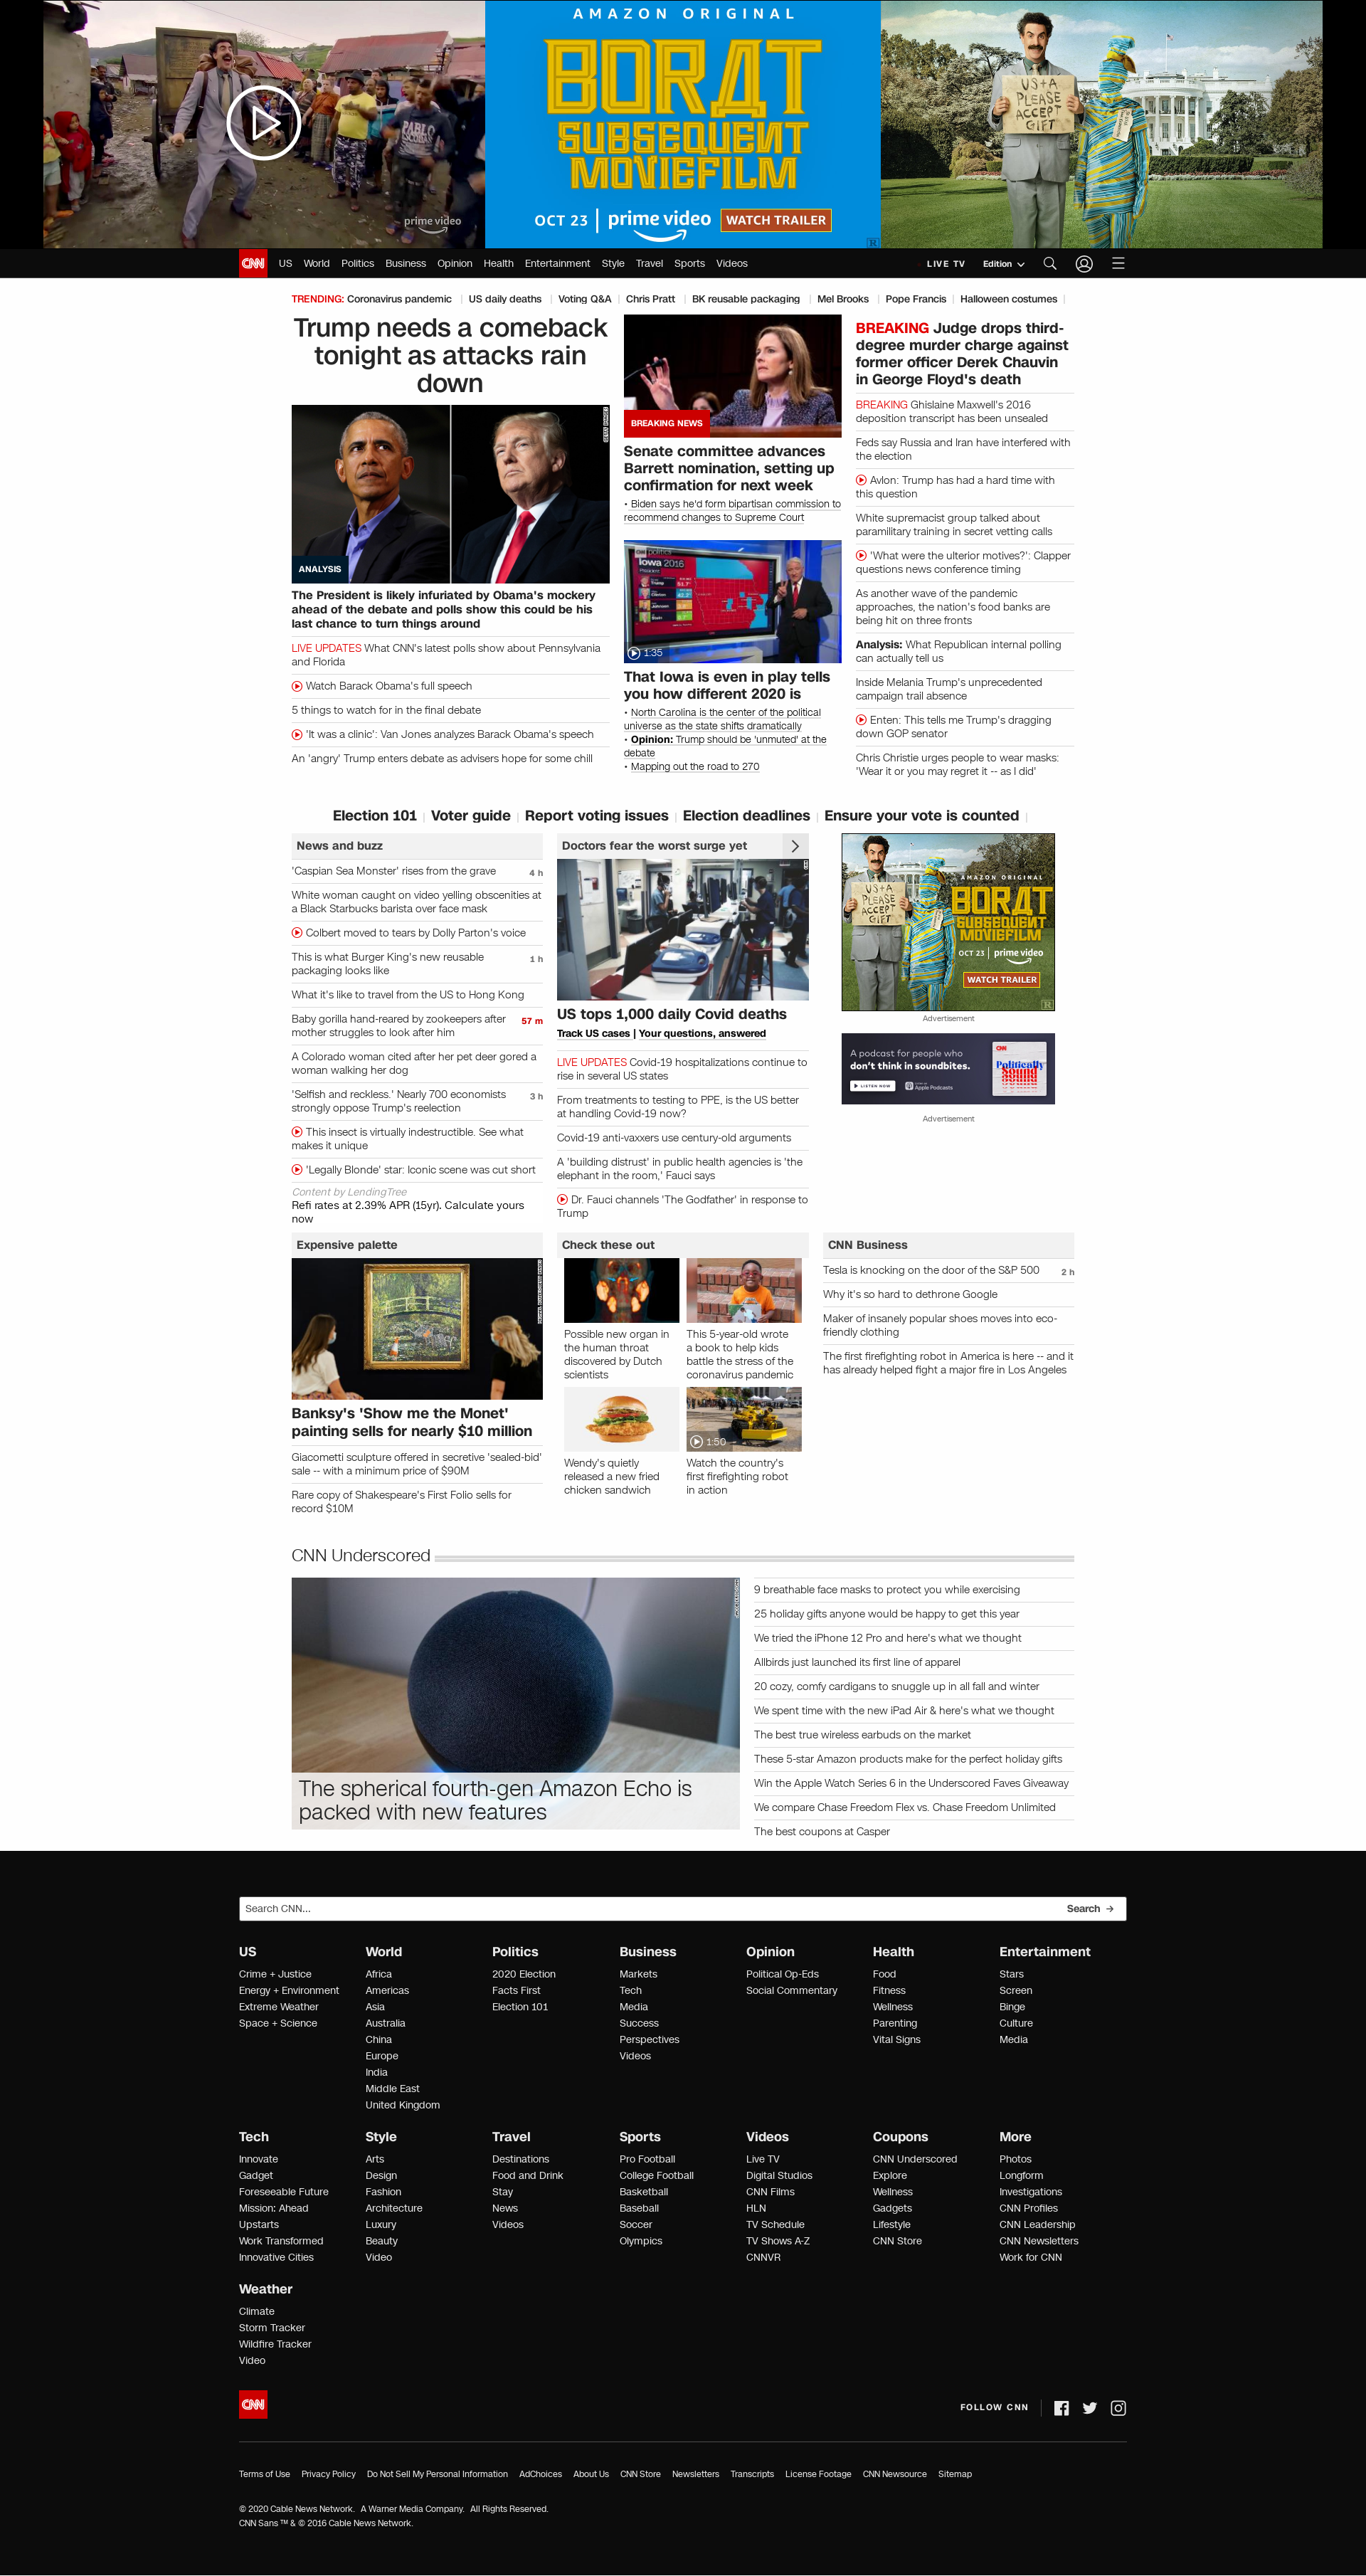 AMAZON ORIGINAL
BORAT
SUBSEQUENT
MOVIEFILM
OCT 23 | prime video WATCH TRAILER
prime video
PABLO
US+A
PLEASE
ACCEPT
GIFT
R
CNN US World Politics Business Opinion Health Entertainment Style Travel Sports Videos LIVE TV Edition
TRENDING: Coronavirus pandemic | US daily deaths | Voting Q&A | Chris Pratt | BK reusable packaging | Mel Brooks | Pope Francis | Halloween costumes |
Trump needs a comeback
tonight as attacks rain
down
ANALYSIS
The President is likely infuriated by Obama's mockery
ahead of the debate and polls show this could be his
last chance to turn things around
LIVE UPDATES What CNN's latest polls show about Pennsylvania
and Florida
Watch Barack Obama's full speech
5 things to watch for in the final debate
'It was a clinic': Van Jones analyzes Barack Obama's speech
An 'angry' Trump enters debate as advisers hope for some chill
BREAKING NEWS
Senate committee advances
Barrett nomination, setting up
confirmation for next week
• Biden says he'd form bipartisan commission to
recommend changes to Supreme Court
CNN politics
Iowa 2016
President
51.7%
1:35
That Iowa is even in play tells
you how different 2020 is
• North Carolina is the center of the political
universe as the state shifts dramatically
• Opinion: Trump should be 'unmuted' at the
debate
• Mapping out the road to 270
BREAKING Judge drops third-
degree murder charge against
former officer Derek Chauvin
in George Floyd's death
BREAKING Ghislaine Maxwell's 2016
deposition transcript has been unsealed
Feds say Russia and Iran have interfered with
the election
Avlon: Trump has had a hard time with
this question
White supremacist group talked about
paramilitary training in secret vetting calls
'What were the ulterior motives?': Clapper
questions news conference timing
As another wave of the pandemic
approaches, the nation's food banks are
being hit on three fronts
Analysis: What Republican internal polling
can actually tell us
Inside Melania Trump's unprecedented
campaign trail absence
Enten: This tells me Trump's dragging
down GOP senator
Chris Christie urges people to wear masks:
'Wear it or you may regret it -- as I did'
Election 101 | Voter guide | Report voting issues | Election deadlines | Ensure your vote is counted |
News and buzz
'Caspian Sea Monster' rises from the grave 4 h
White woman caught on video yelling obscenities at
a Black Starbucks barista over face mask
Colbert moved to tears by Dolly Parton's voice
This is what Burger King's new reusable 1 h
packaging looks like
What it's like to travel from the US to Hong Kong
Baby gorilla hand-reared by zookeepers after 57 m
mother struggles to look after him
A Colorado woman cited after her pet deer gored a
woman walking her dog
'Selfish and reckless.' Nearly 700 economists 3 h
strongly oppose Trump's reelection
This insect is virtually indestructible. See what
makes it unique
'Legally Blonde' star: Iconic scene was cut short
Content by LendingTree
Refi rates at 2.39% APR (15yr). Calculate yours
now
Doctors fear the worst surge yet
US tops 1,000 daily Covid deaths
Track US cases | Your questions, answered
LIVE UPDATES Covid-19 hospitalizations continue to
rise in several US states
From treatments to testing to PPE, is the US better
at handling Covid-19 now?
Covid-19 anti-vaxxers use century-old arguments
A 'building distrust' in public health agencies is 'the
elephant in the room,' Fauci says
Dr. Fauci channels 'The Godfather' in response to
Trump
US+A
PLEASE
ACCEPT
GIFT
AMAZON ORIGINAL
BORAT
SUBSEQUENT
MOVIEFILM
OCT 23 | prime video
WATCH TRAILER
R
Advertisement
A podcast for people who
don't think in soundbites.
LISTEN NOW Apple Podcasts
Politically
Sound
Advertisement
Expensive palette
Banksy's 'Show me the Monet'
painting sells for nearly $10 million
Giacometti sculpture offered in secretive 'sealed-bid'
sale -- with a minimum price of $90M
Rare copy of Shakespeare's First Folio sells for
record $10M
Check these out
Possible new organ in
the human throat
discovered by Dutch
scientists
This 5-year-old wrote
a book to help kids
battle the stress of the
coronavirus pandemic
Wendy's quietly
released a new fried
chicken sandwich
1:50
Watch the country's
first firefighting robot
in action
CNN Business
Tesla is knocking on the door of the S&P 500 2 h
Why it's so hard to dethrone Google
Maker of insanely popular shoes moves into eco-
friendly clothing
The first firefighting robot in America is here -- and it
has already helped fight a major fire in Los Angeles
CNN Underscored
The spherical fourth-gen Amazon Echo is
packed with new features
9 breathable face masks to protect you while exercising
25 holiday gifts anyone would be happy to get this year
We tried the iPhone 12 Pro and here's what we thought
Allbirds just launched its first line of apparel
20 cozy, comfy cardigans to snuggle up in all fall and winter
We spent time with the new iPad Air & here's what we thought
The best true wireless earbuds on the market
These 5-star Amazon products make for the perfect holiday gifts
Win the Apple Watch Series 6 in the Underscored Faves Giveaway
We compare Chase Freedom Flex vs. Chase Freedom Unlimited
The best coupons at Casper
Search CNN... Search →
US
Crime + Justice
Energy + Environment
Extreme Weather
Space + Science
World
Africa
Americas
Asia
Australia
China
Europe
India
Middle East
United Kingdom
Politics
2020 Election
Facts First
Election 101
Business
Markets
Tech
Media
Success
Perspectives
Videos
Opinion
Political Op-Eds
Social Commentary
Health
Food
Fitness
Wellness
Parenting
Vital Signs
Entertainment
Stars
Screen
Binge
Culture
Media
Tech
Innovate
Gadget
Foreseeable Future
Mission: Ahead
Upstarts
Work Transformed
Innovative Cities
Style
Arts
Design
Fashion
Architecture
Luxury
Beauty
Video
Travel
Destinations
Food and Drink
Stay
News
Videos
Sports
Pro Football
College Football
Basketball
Baseball
Soccer
Olympics
Videos
Live TV
Digital Studios
CNN Films
HLN
TV Schedule
TV Shows A-Z
CNNVR
Coupons
CNN Underscored
Explore
Wellness
Gadgets
Lifestyle
CNN Store
More
Photos
Longform
Investigations
CNN Profiles
CNN Leadership
CNN Newsletters
Work for CNN
Weather
Climate
Storm Tracker
Wildfire Tracker
Video
CNN FOLLOW CNN
Terms of Use Privacy Policy Do Not Sell My Personal Information AdChoices About Us CNN Store Newsletters Transcripts License Footage CNN Newsource Sitemap
© 2020 Cable News Network. A Warner Media Company. All Rights Reserved.
CNN Sans ™ & © 2016 Cable News Network.